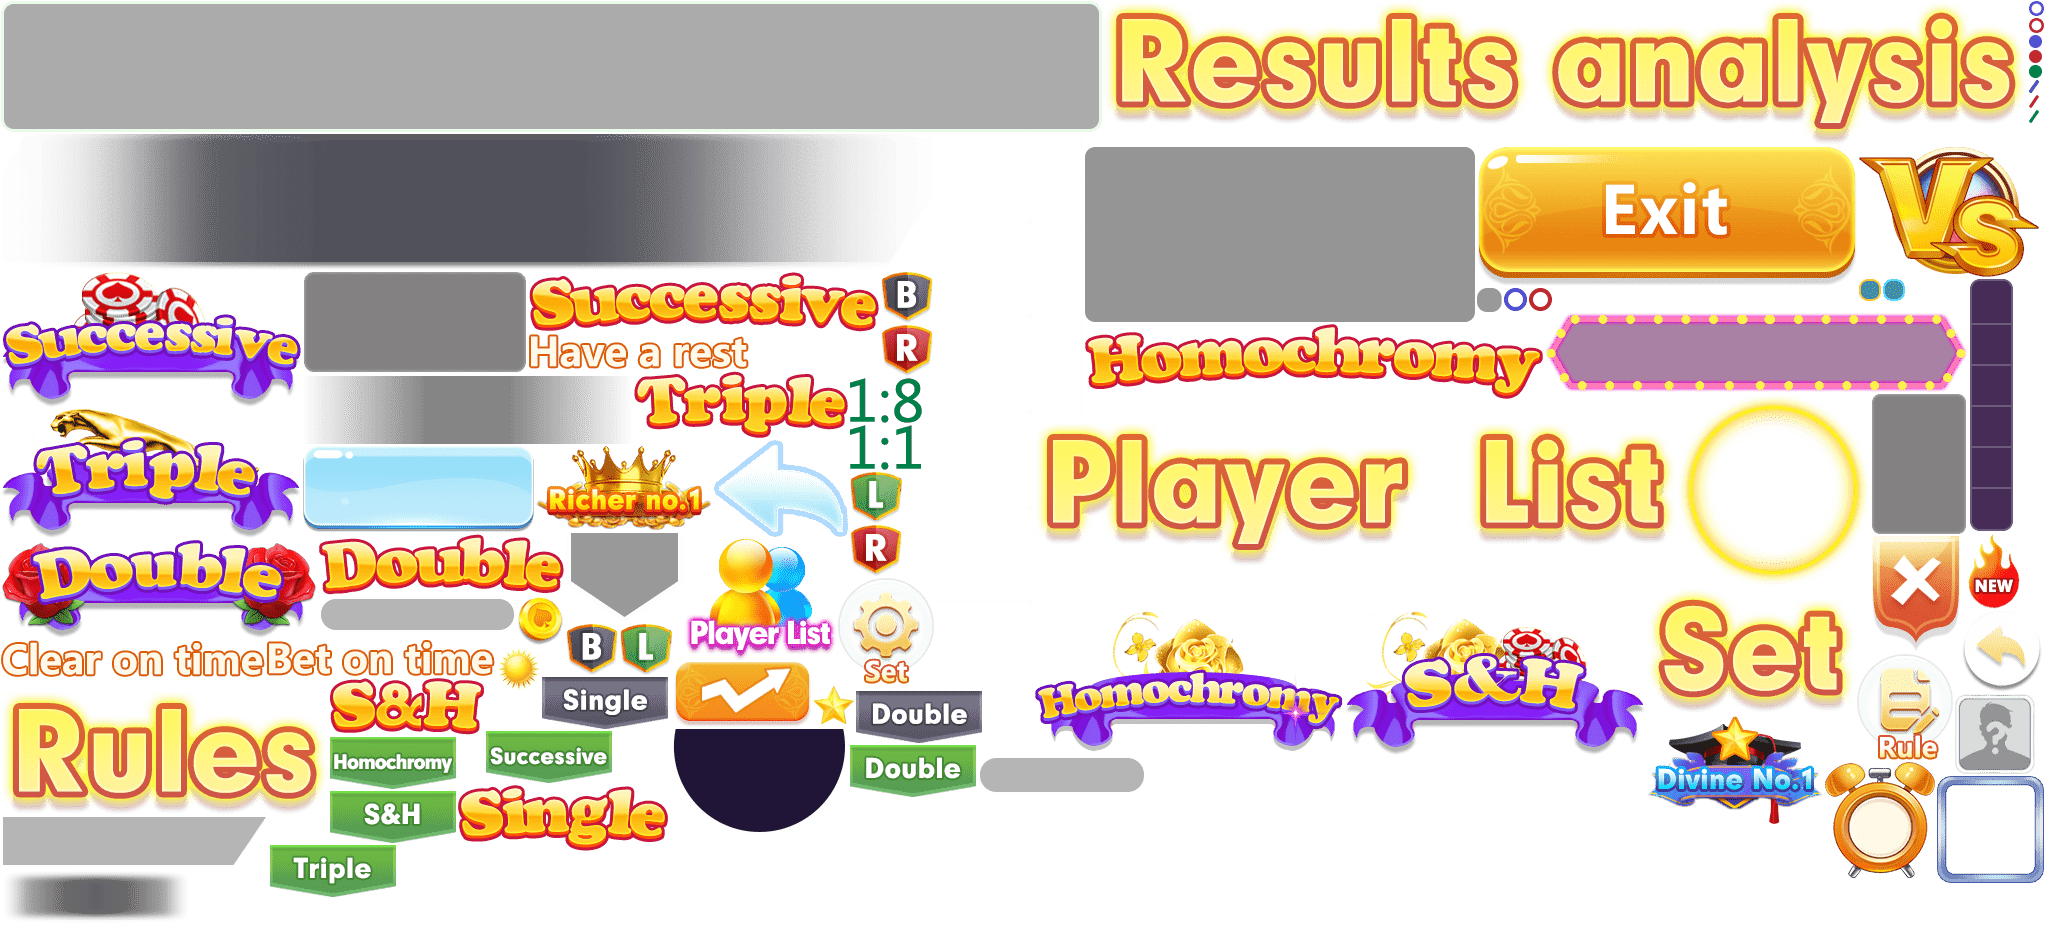 Results analysis
Exit
Vs
Successive
Successive
B
Have a rest
R
Homochromy
Triple
1:8
1:1
Triple
Richer no.1
L
Player List
R
Double
Double
NEW
B
L
Player List
Set
Set
Clear on time
Bet on time
S&H
Single
Double
Homochromy
S&H
Rule
Rules
Homochromy
Successive
Double
Divine No.1
S&H
Single
Triple